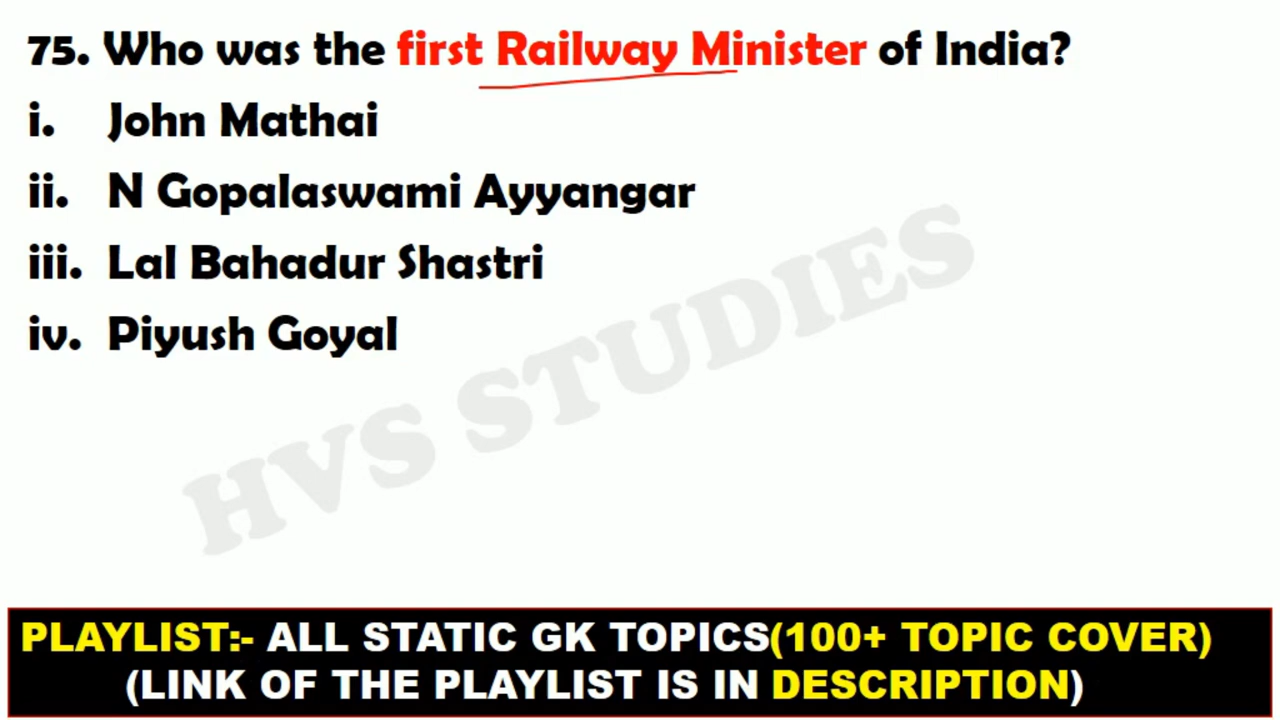 75. Who was the first Railway Minister of India?
i. John Mathai
ii. N Gopalaswami Ayyangar
iii. Lal Bahadur Shastri
iv. Piyush Goyal
HVS STUDIES
PLAYLIST:- ALL STATIC GK TOPICS(100+ TOPIC COVER)
(LINK OF THE PLAYLIST IS IN DESCRIPTION)